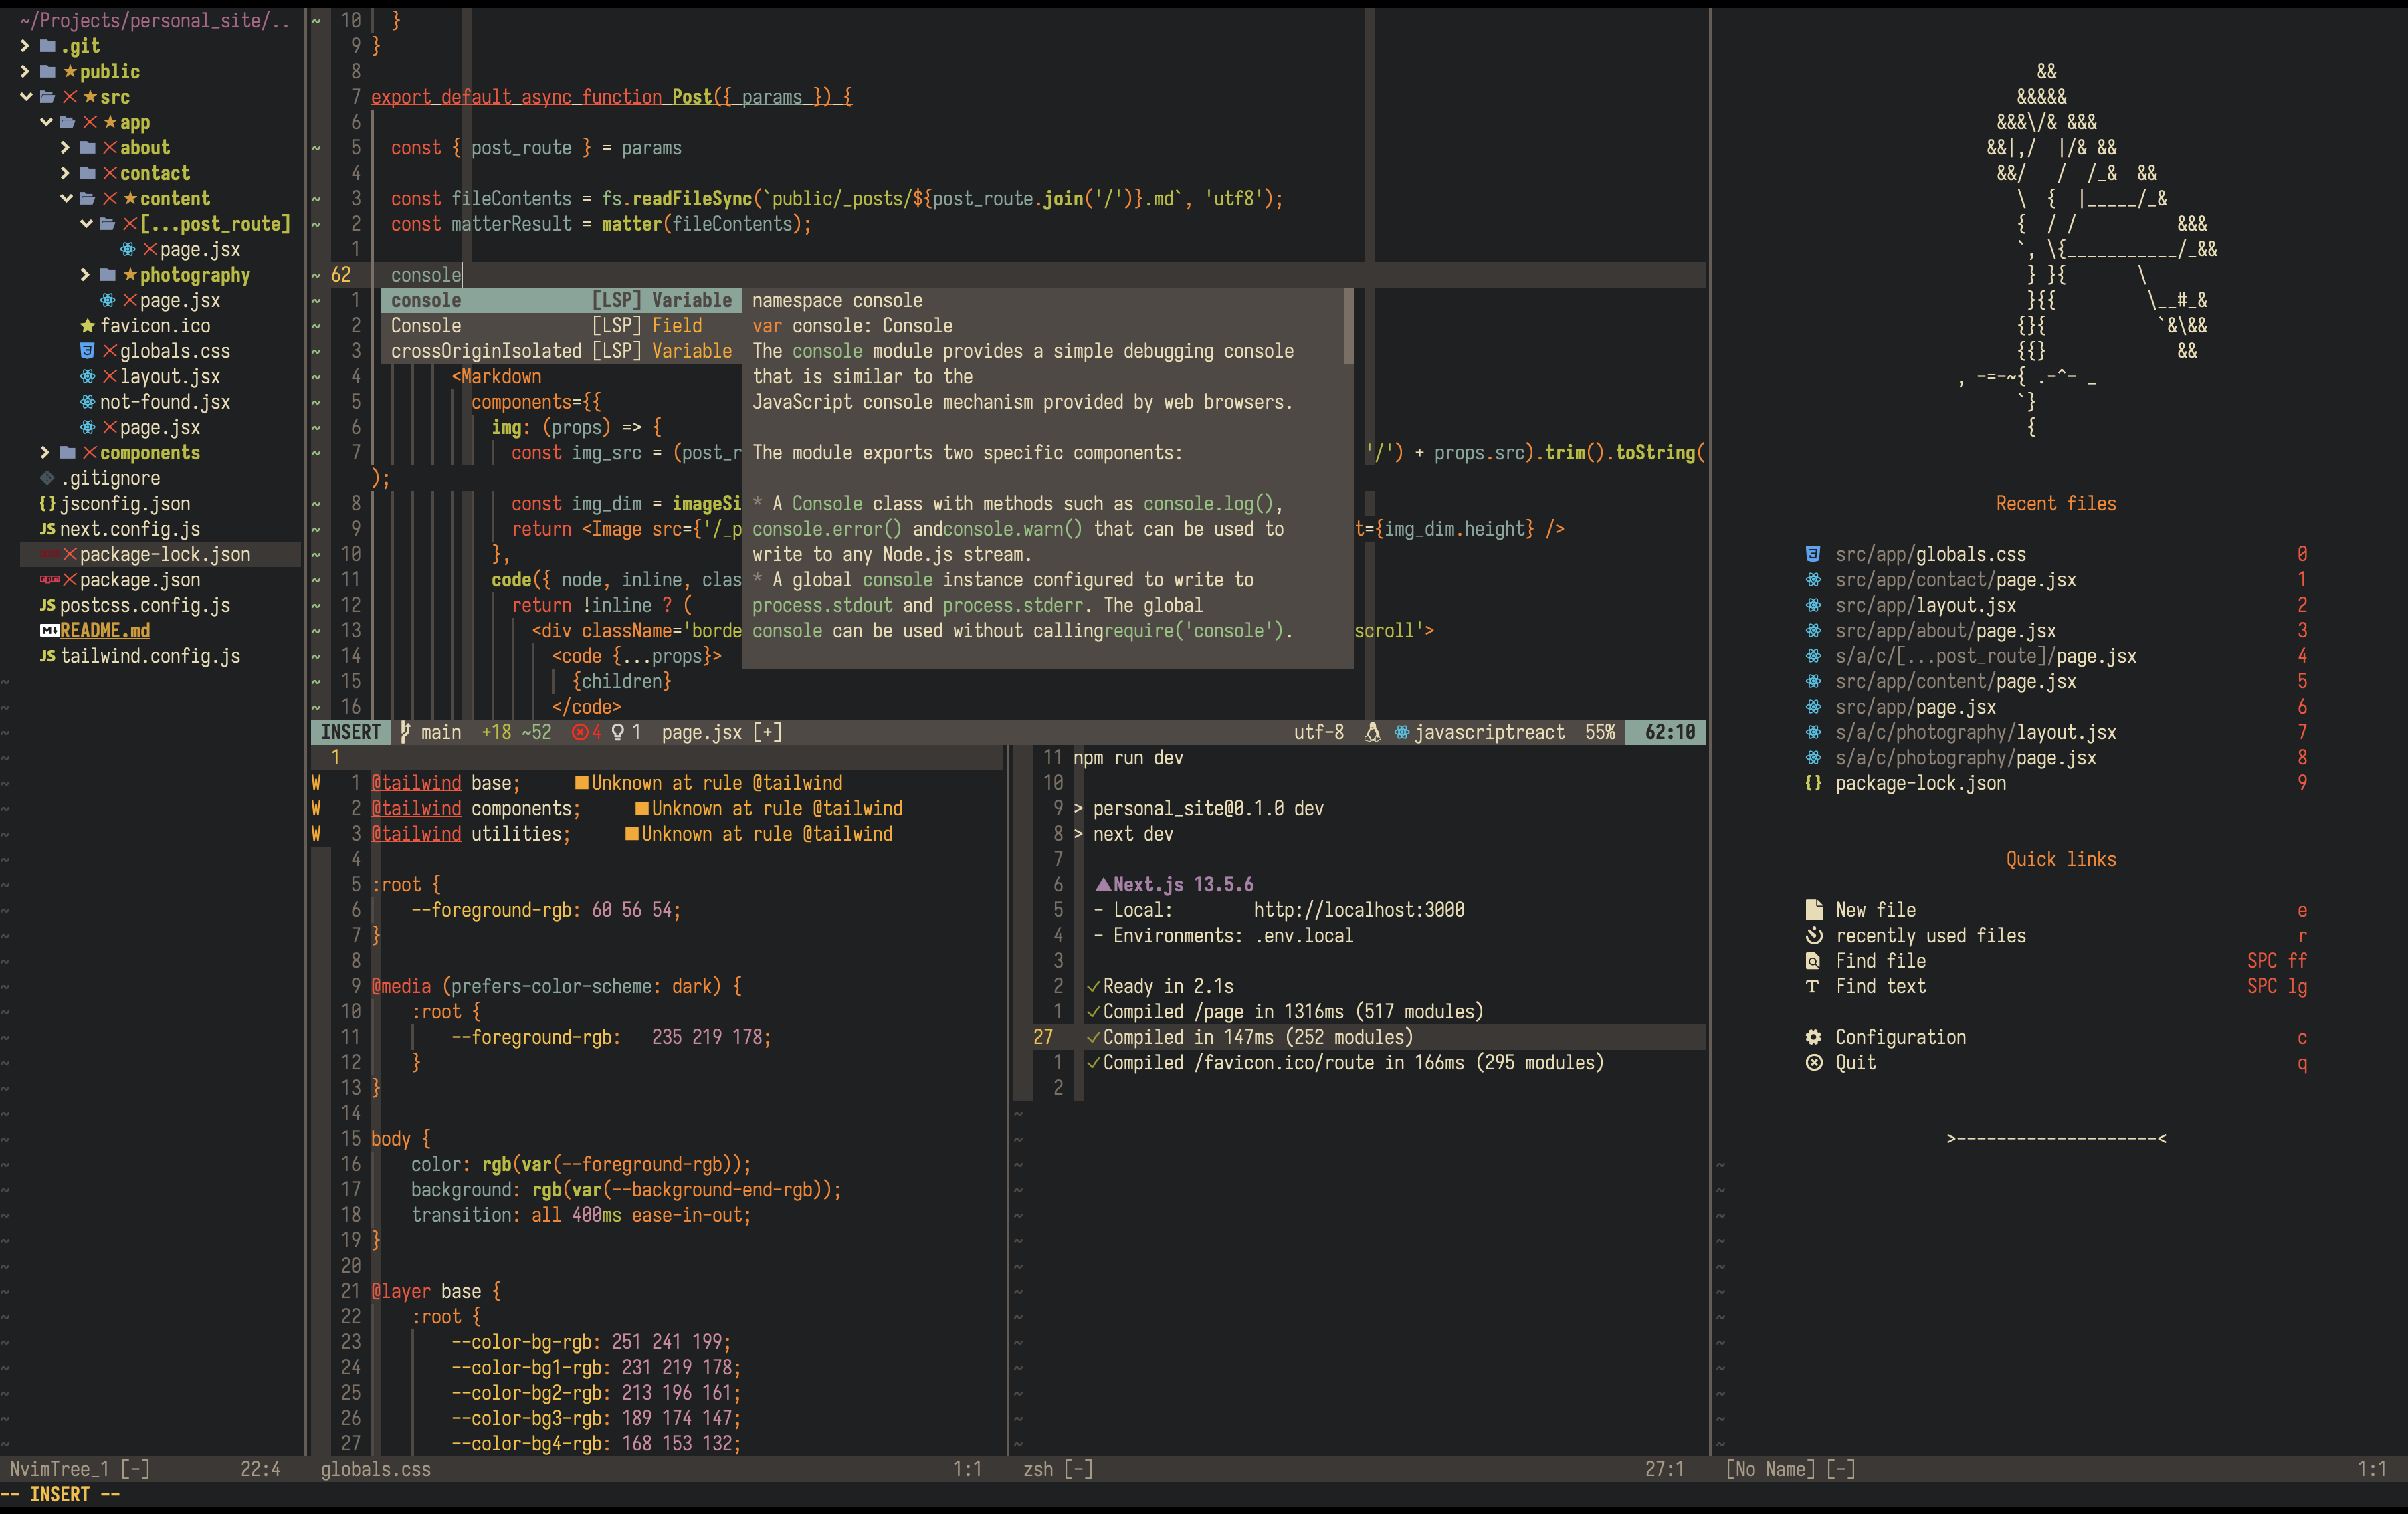 ~/Projects/personal_site/..
.git
public
src
app
about
contact
content
[...post_route]
page.jsx
photography
page.jsx
favicon.ico
globals.css
layout.jsx
not-found.jsx
page.jsx
components
.gitignore
{} jsconfig.json
JS next.config.js
package-lock.json
package.json
JS postcss.config.js
README.md
JS tailwind.config.js
~ 10 }
9 }
8
7 export default async function Post({ params }) {
6
~ 5 const { post_route } = params
4
~ 3 const fileContents = fs.readFileSync(`public/_posts/${post_route.join('/')}.md`, 'utf8');
~ 2 const matterResult = matter(fileContents);
1
~ 62 console
~ 1 console [LSP] Variable
~ 2 Console [LSP] Field
~ 3 crossOriginIsolated [LSP] Variable
~ 4 <Markdown
~ 5 components={{
~ 6 img: (props) => {
~ 7 const img_src = (post_r '/') + props.src).trim().toString(
);
~ 8 const img_dim = imageSi
~ 9 return <Image src={'/_p t={img_dim.height} />
~ 10 },
~ 11 code({ node, inline, clas
~ 12 return !inline ? (
~ 13 <div className='borde scroll'>
~ 14 <code {...props}>
~ 15 {children}
~ 16 </code>
namespace console
var console: Console
The console module provides a simple debugging console
that is similar to the
JavaScript console mechanism provided by web browsers.
The module exports two specific components:
* A Console class with methods such as console.log(),
console.error() andconsole.warn() that can be used to
write to any Node.js stream.
* A global console instance configured to write to
process.stdout and process.stderr. The global
console can be used without callingrequire('console').
INSERT main +18 ~52 4 1 page.jsx [+] utf-8 javascriptreact 55% 62:10
1
W 1 @tailwind base; Unknown at rule @tailwind
W 2 @tailwind components; Unknown at rule @tailwind
W 3 @tailwind utilities; Unknown at rule @tailwind
4
5 :root {
6 --foreground-rgb: 60 56 54;
7 }
8
9 @media (prefers-color-scheme: dark) {
10 :root {
11 --foreground-rgb: 235 219 178;
12 }
13 }
14
15 body {
16 color: rgb(var(--foreground-rgb));
17 background: rgb(var(--background-end-rgb));
18 transition: all 400ms ease-in-out;
19 }
20
21 @layer base {
22 :root {
23 --color-bg-rgb: 251 241 199;
24 --color-bg1-rgb: 231 219 178;
25 --color-bg2-rgb: 213 196 161;
26 --color-bg3-rgb: 189 174 147;
27 --color-bg4-rgb: 168 153 132;
11 npm run dev
10
9 > personal_site@0.1.0 dev
8 > next dev
7
6 ▲Next.js 13.5.6
5 - Local: http://localhost:3000
4 - Environments: .env.local
3
2 ✓Ready in 2.1s
1 ✓Compiled /page in 1316ms (517 modules)
27 ✓Compiled in 147ms (252 modules)
1 ✓Compiled /favicon.ico/route in 166ms (295 modules)
2
&&
&&&&&
&&&\/& &&&
&&|,/ |/& &&
&&/ / /_& &&
\ { |_____/_&
{ / / &&&
`, \{___________/_&&
} }{ \
}{{ \__#_&
{}{ `&\&&
{{} &&
, -=-~{ .-^- _
`}
{
Recent files
src/app/globals.css 0
src/app/contact/page.jsx 1
src/app/layout.jsx 2
src/app/about/page.jsx 3
s/a/c/[...post_route]/page.jsx 4
src/app/content/page.jsx 5
src/app/page.jsx 6
s/a/c/photography/layout.jsx 7
s/a/c/photography/page.jsx 8
{} package-lock.json 9
Quick links
New file e
recently used files r
Find file SPC ff
Find text SPC lg
Configuration c
Quit q
>--------------------<
NvimTree_1 [-] 22:4 globals.css 1:1 zsh [-] 27:1 [No Name] [-] 1:1
-- INSERT --